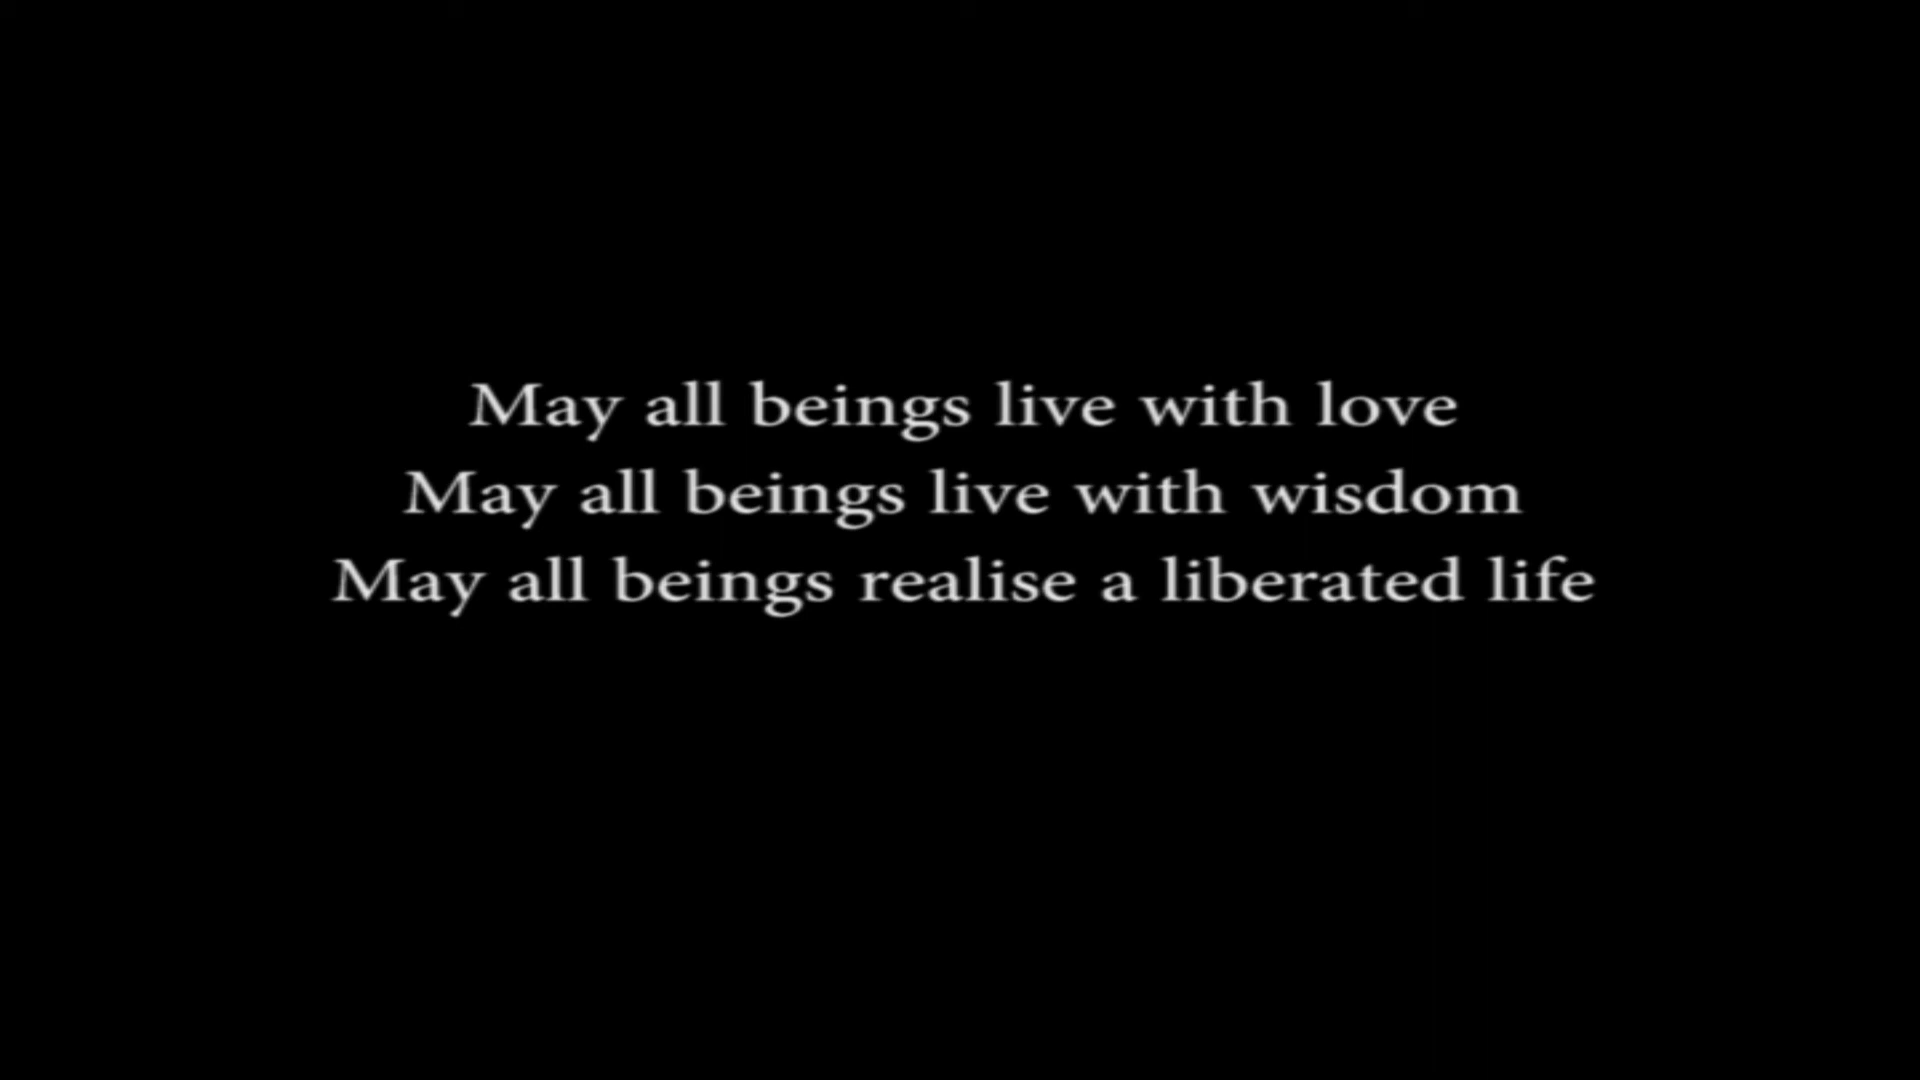 May all beings live with love
May all beings live with wisdom
May all beings realise a liberated life